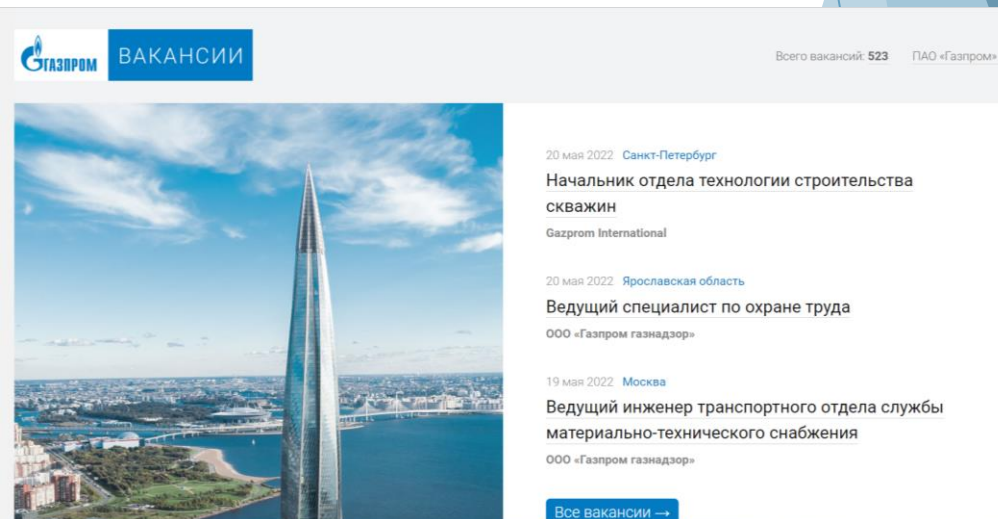 ГАЗПРОМ ВАКАНСИИ
Всего вакансий: 523 ПАО «Газпром»
20 мая 2022 Санкт-Петербург
Начальник отдела технологии строительства
скважин
Gazprom International
20 мая 2022 Ярославская область
Ведущий специалист по охране труда
ООО «Газпром газнадзор»
19 мая 2022 Москва
Ведущий инженер транспортного отдела службы
материально-технического снабжения
ООО «Газпром газнадзор»
Все вакансии →